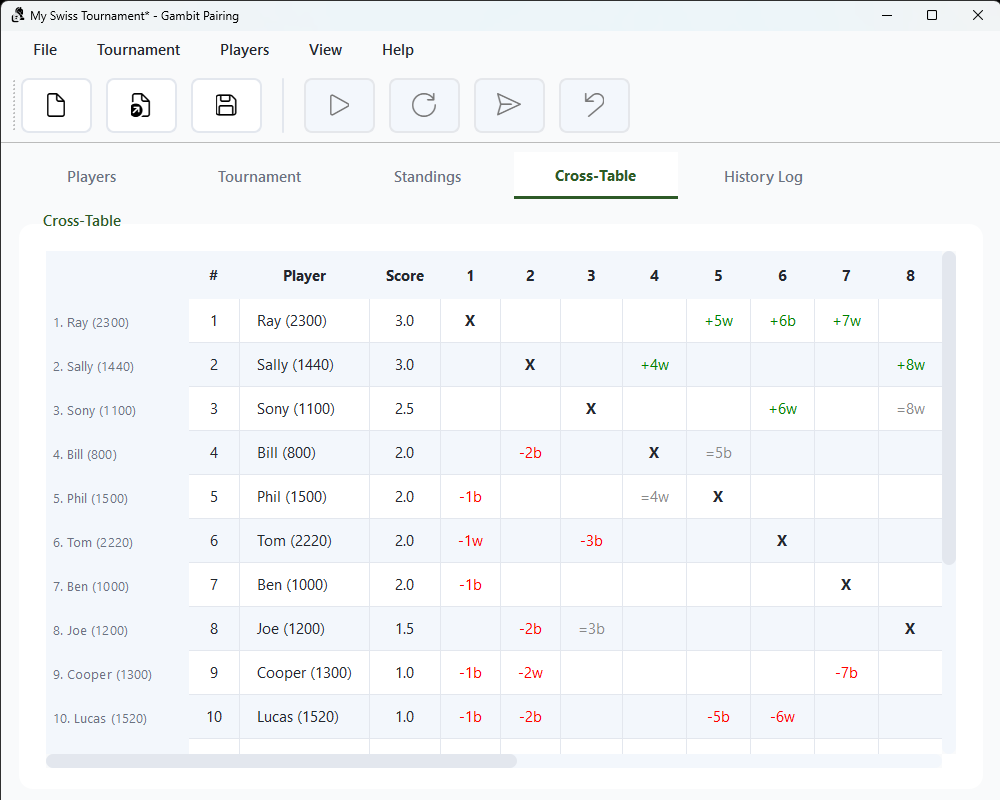 My Swiss Tournament* - Gambit Pairing
File Tournament Players View Help
Players Tournament Standings Cross-Table History Log
Cross-Table
# Player Score 1 2 3 4 5 6 7 8
1. Ray (2300) 1 Ray (2300) 3.0 X +5w +6b +7w
2. Sally (1440) 2 Sally (1440) 3.0 X +4w +8w
3. Sony (1100) 3 Sony (1100) 2.5 X +6w =8w
4. Bill (800) 4 Bill (800) 2.0 -2b X =5b
5. Phil (1500) 5 Phil (1500) 2.0 -1b =4w X
6. Tom (2220) 6 Tom (2220) 2.0 -1w -3b X
7. Ben (1000) 7 Ben (1000) 2.0 -1b X
8. Joe (1200) 8 Joe (1200) 1.5 -2b =3b X
9. Cooper (1300) 9 Cooper (1300) 1.0 -1b -2w -7b
10. Lucas (1520) 10 Lucas (1520) 1.0 -1b -2b -5b -6w